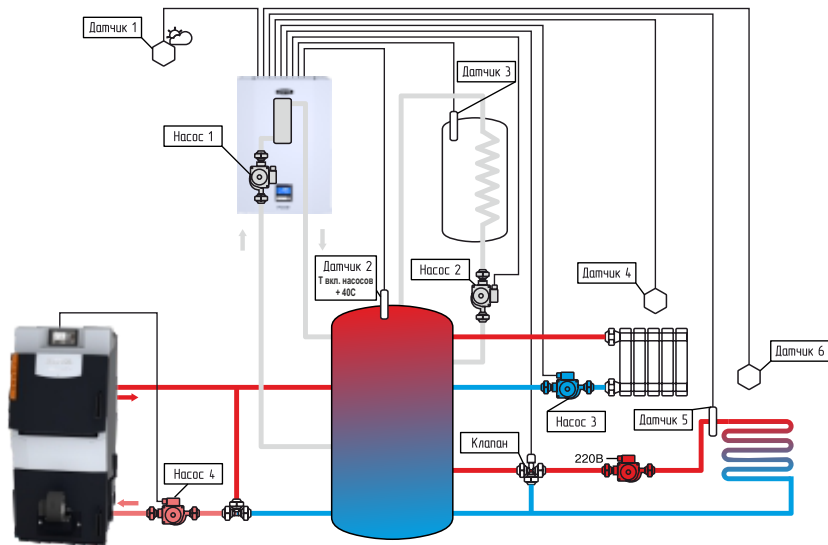 Датчик 1
Датчик 3
Насос 1
Датчик 2
Т вкл. насосов
+ 40С
Насос 2
Датчик 4
Датчик 6
Насос 3
Датчик 5
Клапан
220В
Насос 4